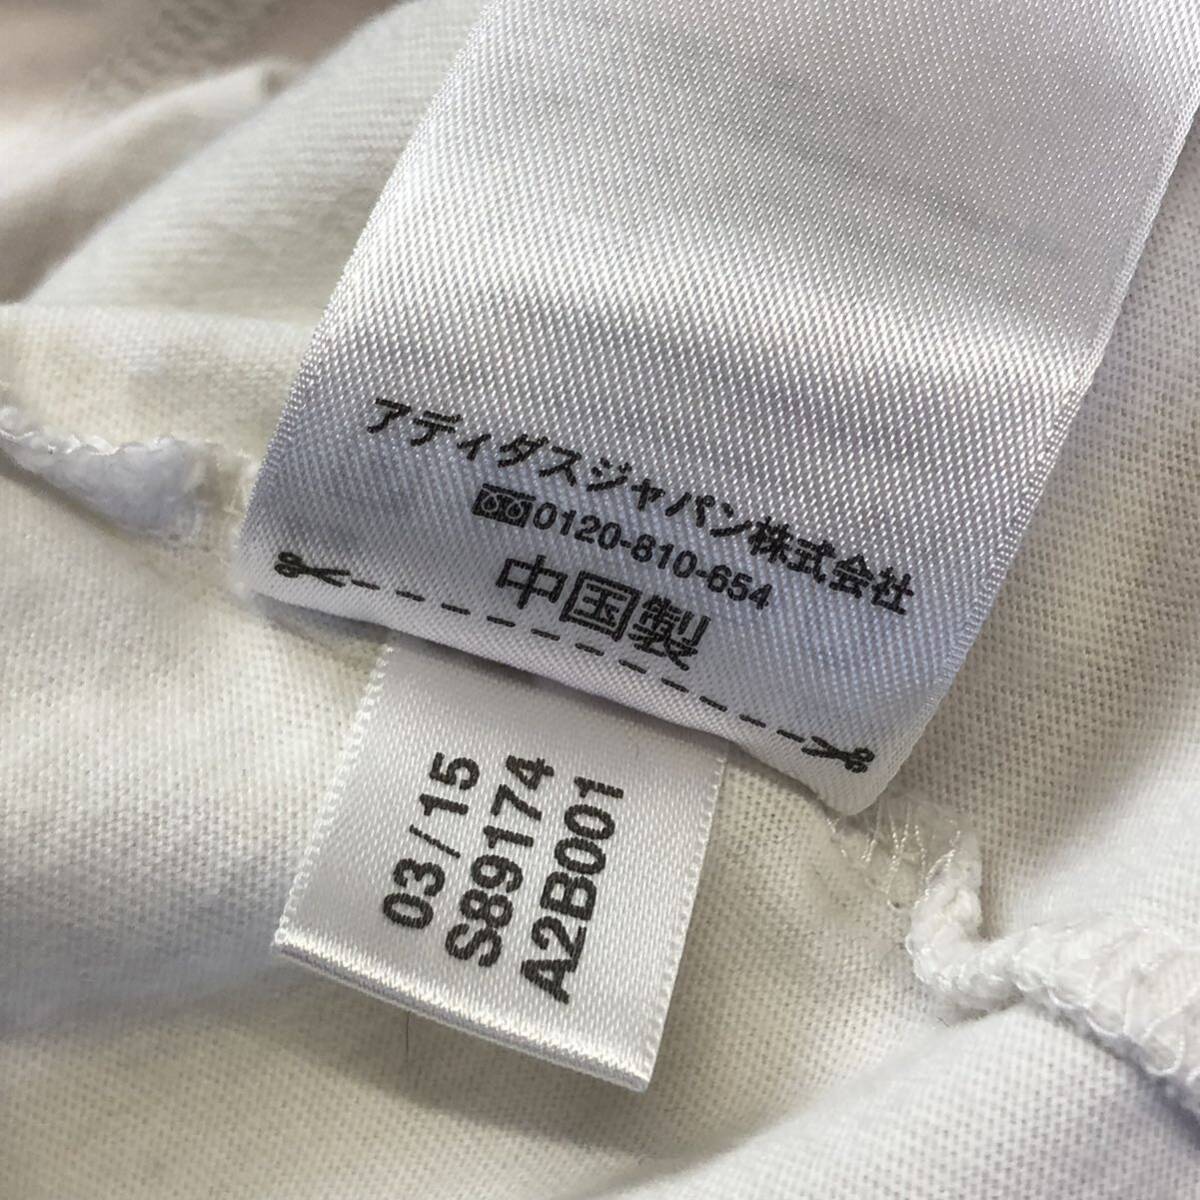 アディダスジャパン株式会社
0120-810-654
中国製
03/15
S89174
A2B001